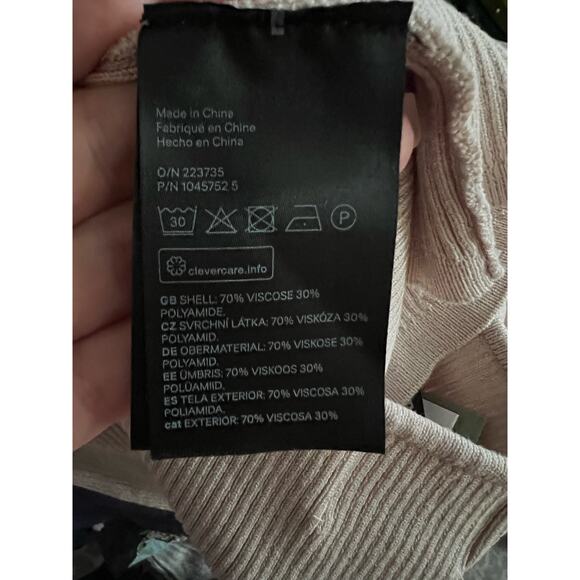 Made in China
Fabriqué en Chine
Hecho en China
O/N 223735
P/N 1045752 5
30
P
clevercare.info
GB SHELL: 70% VISCOSE 30%
POLYAMIDE.
CZ SVRCHNI LÁTKA: 70% VISKÓZA 30%
POLYAMID.
DE OBERMATERIAL: 70% VISKOSE 30%
POLYAMID.
EE ÜMBRIS: 70% VISKOOS 30%
POLÜAMIID.
ES TELA EXTERIOR: 70% VISCOSA 30%
POLIAMIDA.
cat EXTERIOR: 70% VISCOSA 30%